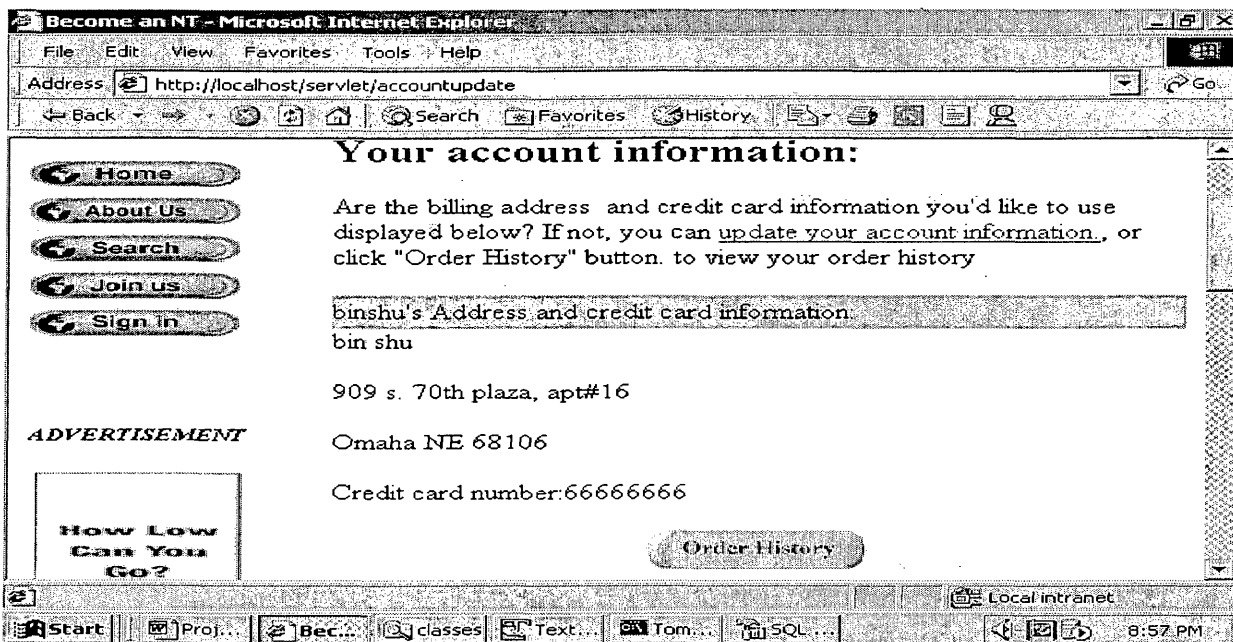 Become an NT - Microsoft Internet Explorer
File Edit View Favorites Tools Help
Address http://localhost/servlet/accountupdate Go
Back Search Favorites History
Home
About Us
Search
Join us
Sign in
ADVERTISEMENT
How Low
Can You
Go?
Your account information:
Are the billing address and credit card information you'd like to use
displayed below? If not, you can update your account information., or
click "Order History" button. to view your order history
binshu's Address and credit card information:
bin shu
909 s. 70th plaza, apt#16
Omaha NE 68106
Credit card number:66666666
Order History
Local intranet
Start Proj... Bec... classes Text... Tom... SQL ... 8:57 PM